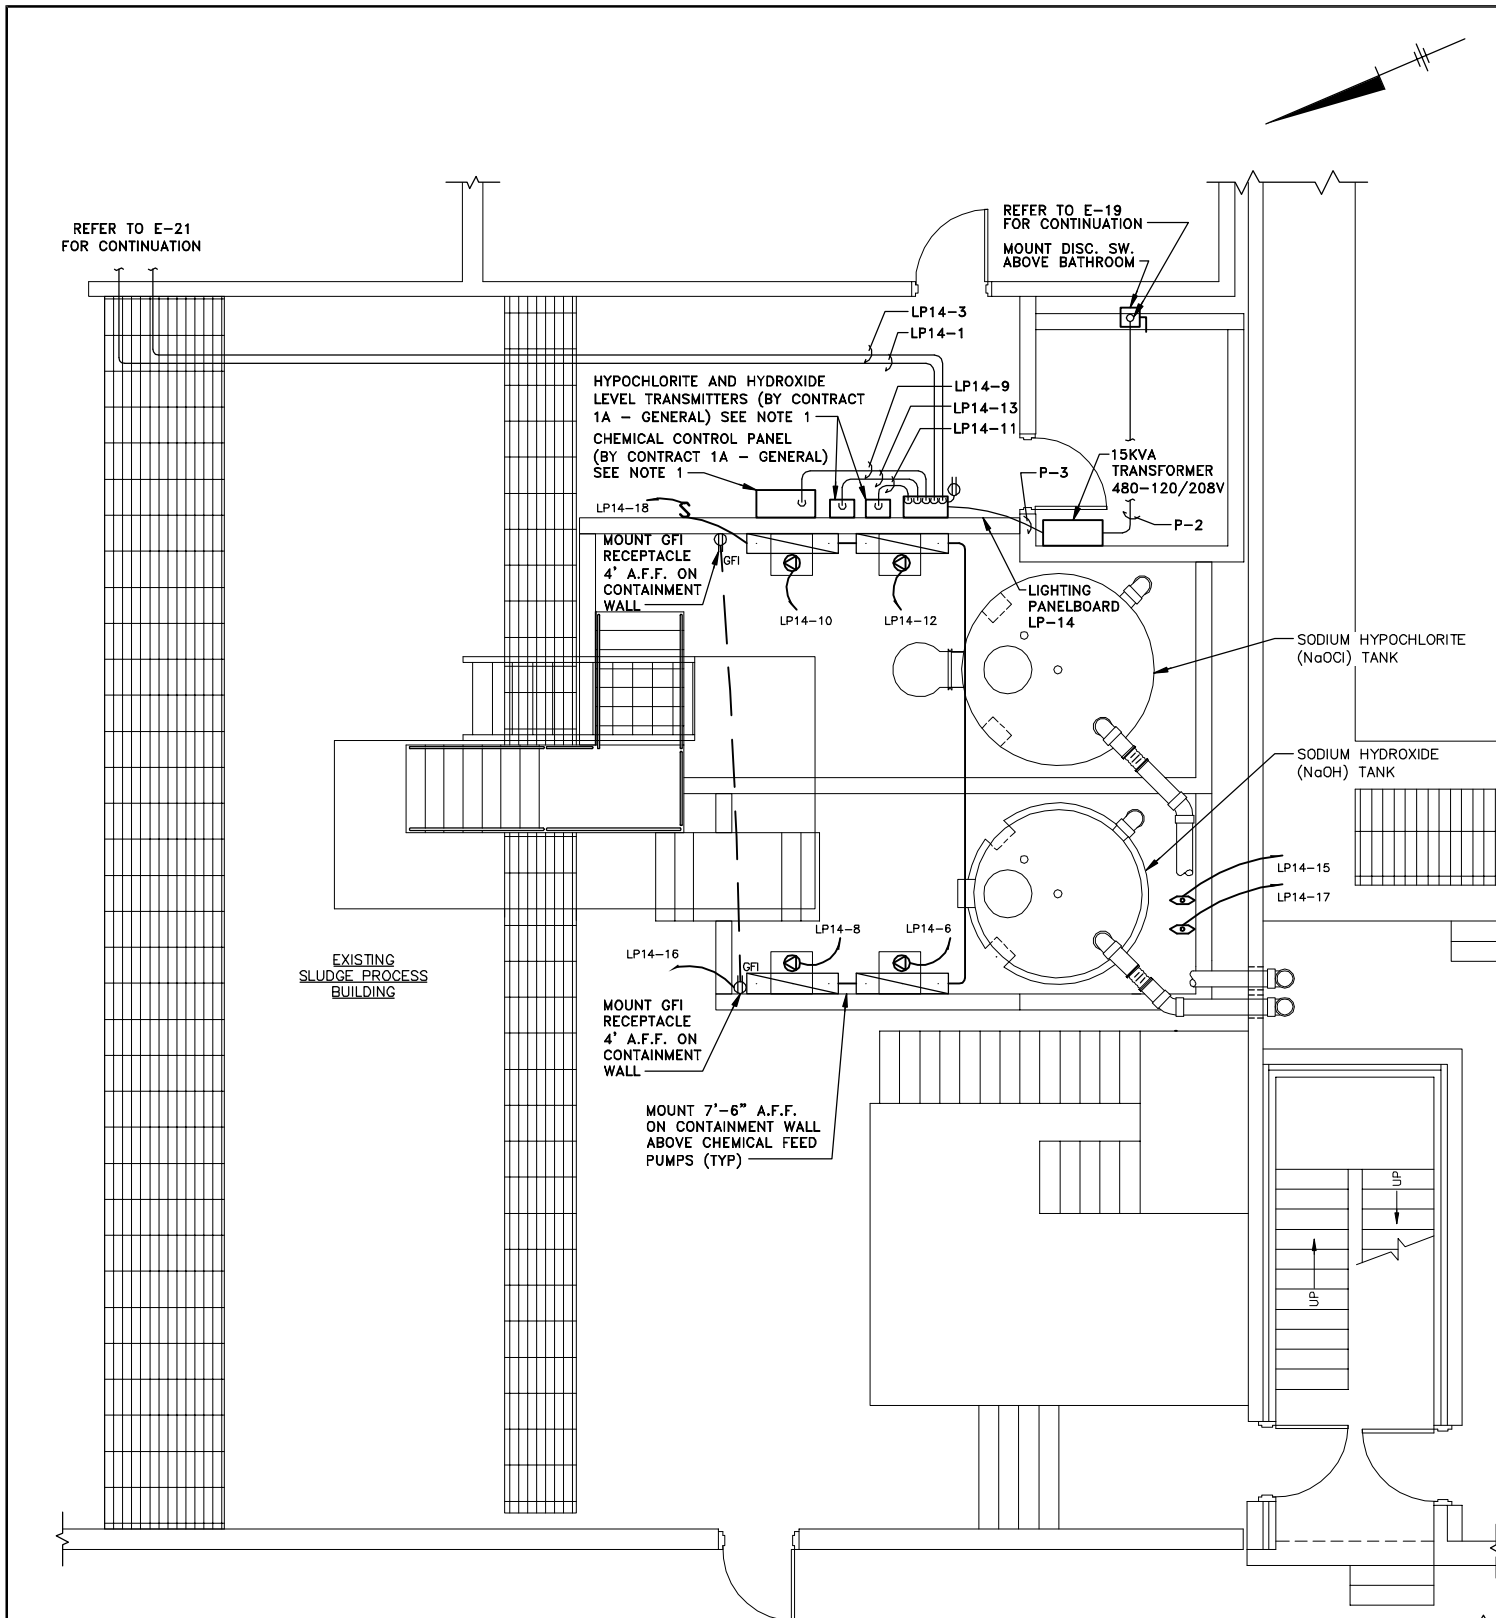 REFER TO E-21
FOR CONTINUATION
REFER TO E-19
FOR CONTINUATION
MOUNT DISC. SW.
ABOVE BATHROOM
LP14-3
LP14-1
HYPOCHLORITE AND HYDROXIDE
LEVEL TRANSMITTERS (BY CONTRACT
1A - GENERAL) SEE NOTE 1
CHEMICAL CONTROL PANEL
(BY CONTRACT 1A - GENERAL)
SEE NOTE 1
LP14-9
LP14-13
LP14-11
P-3
15KVA
TRANSFORMER
480-120/208V
P-2
LP14-18
S
MOUNT GFI
RECEPTACLE
4' A.F.F. ON
CONTAINMENT
WALL
GFI
LP14-10
LP14-12
LIGHTING
PANELBOARD
LP-14
SODIUM HYPOCHLORITE
(NaOCl) TANK
SODIUM HYDROXIDE
(NaOH) TANK
LP14-15
LP14-17
LP14-16
LP14-8
LP14-6
GFI
EXISTING
SLUDGE PROCESS
BUILDING
MOUNT GFI
RECEPTACLE
4' A.F.F. ON
CONTAINMENT
WALL
MOUNT 7'-6" A.F.F.
ON CONTAINMENT WALL
ABOVE CHEMICAL FEED
PUMPS (TYP)
UP
UP